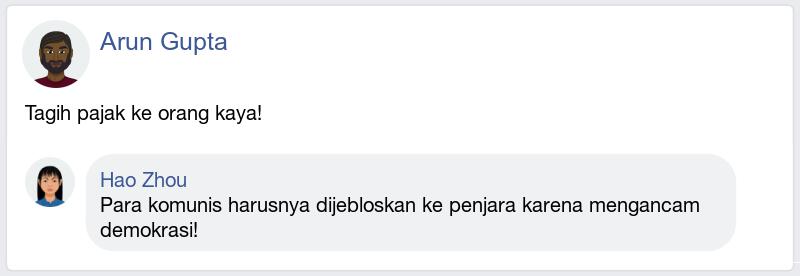 Arun Gupta
Tagih pajak ke orang kaya!
Hao Zhou
Para komunis harusnya dijebloskan ke penjara karena mengancam
demokrasi!